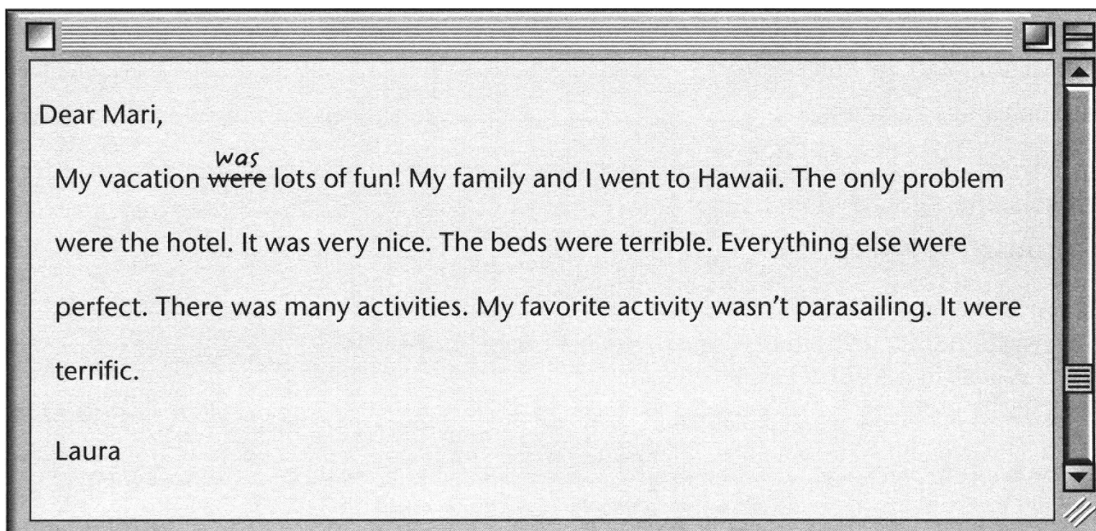 Dear Mari,
was
My vacation were lots of fun! My family and I went to Hawaii. The only problem
were the hotel. It was very nice. The beds were terrible. Everything else were
perfect. There was many activities. My favorite activity wasn't parasailing. It were
terrific.
Laura